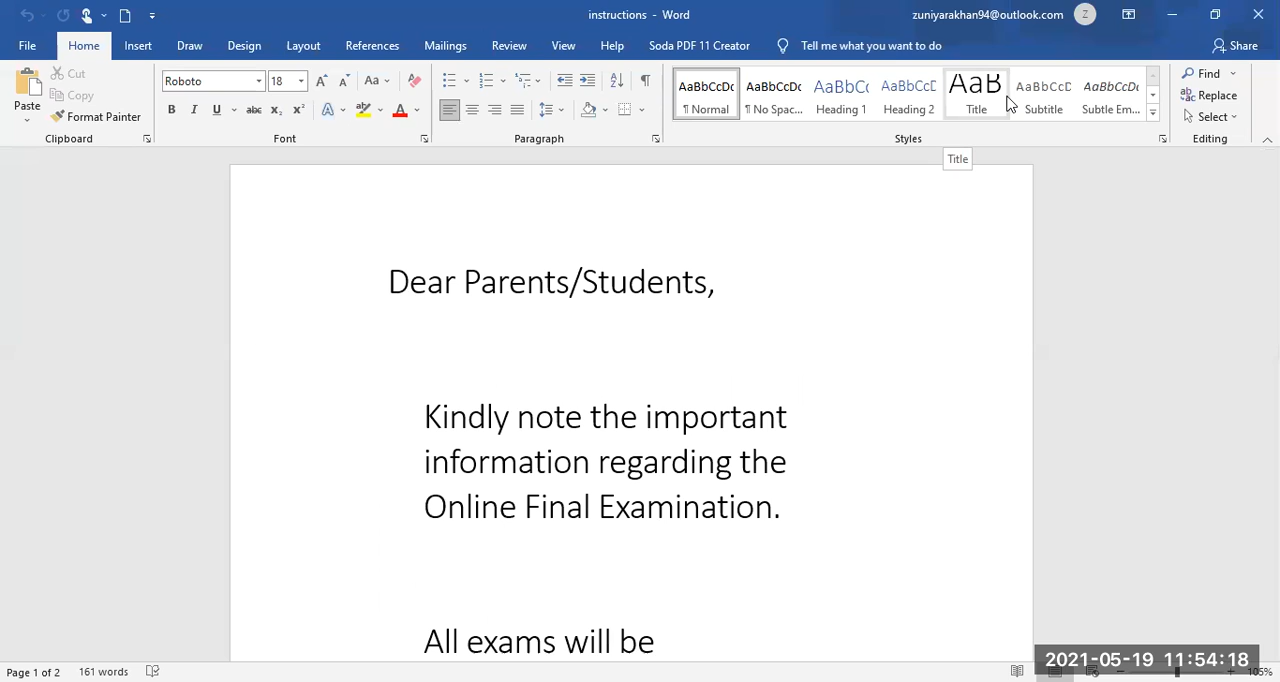 instructions - Word
zuniyarakhan94@outlook.com Z
File Home Insert Draw Design Layout References Mailings Review View Help Soda PDF 11 Creator Tell me what you want to do Share
Paste
Cut
Copy
Format Painter
Clipboard
Roboto 18
Font
Paragraph
AaBbCcDc AaBbCcDc AaBbC AaBbCcD AaB AaBbCcD AaBbCcDc
¶ Normal ¶ No Spac... Heading 1 Heading 2 Title Subtitle Subtle Em...
Styles
Find
Replace
Select
Editing
Title
Dear Parents/Students,
Kindly note the important
information regarding the
Online Final Examination.
All exams will be
Page 1 of 2 161 words
2021-05-19 11:54:18
105%